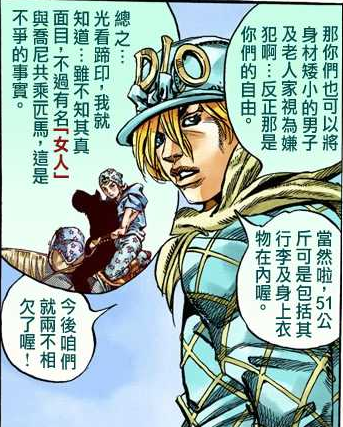 那你們也可以將
身材矮小的男子
及老人家視為嫌
犯啊…反正那是
你們的自由。
總之…
光看蹄印，我就
知道…雖不知其真
面目，不過有名
『女人』
與喬尼共乘匹馬，這是
不爭的事實。
DIO
當然啦，51公
斤可是包括其
行李及身上衣
物在內喔。
今後咱們
就兩不相
欠了喔！